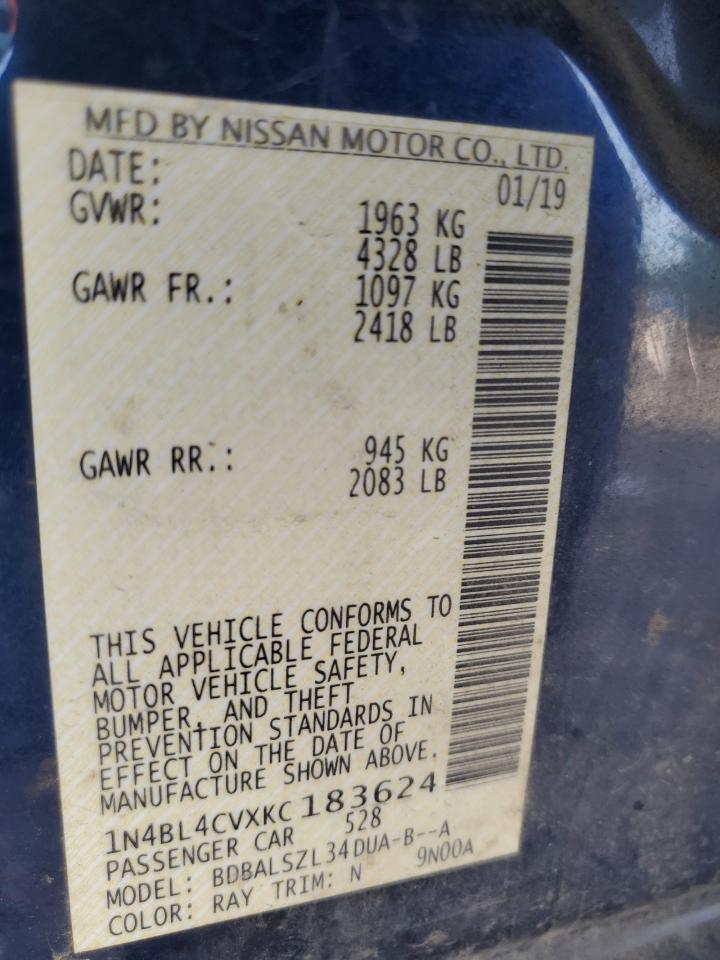 MFD BY NISSAN MOTOR CO., LTD.
DATE: 01/19
GVWR: 1963 KG
4328 LB
GAWR FR.: 1097 KG
2418 LB
GAWR RR.: 945 KG
2083 LB
THIS VEHICLE CONFORMS TO
ALL APPLICABLE FEDERAL
MOTOR VEHICLE SAFETY,
BUMPER, AND THEFT
PREVENTION STANDARDS IN
EFFECT ON THE DATE OF
MANUFACTURE SHOWN ABOVE.
1N4BL4CVXKC183624
PASSENGER CAR 528
MODEL: BDBALSZL34DUA-B--A
COLOR: RAY TRIM: N 9N00A